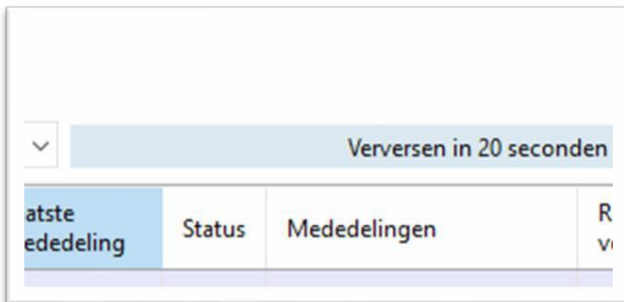 Verversen in 20 seconden
atste
ededeling
Status
Mededelingen
R
v